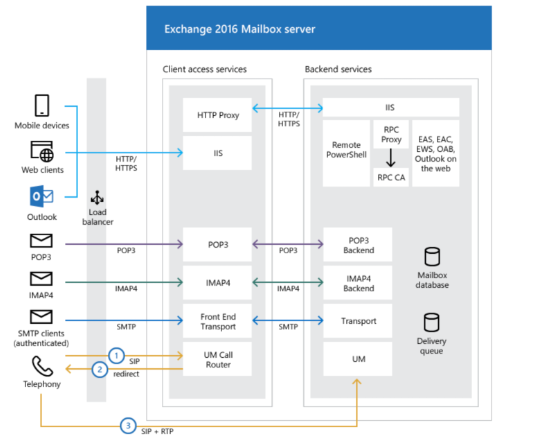 Exchange 2016 Mailbox server
Client access services
Backend services
Mobile devices
Web clients
Outlook
POP3
IMAP4
SMTP clients
(authenticated)
Telephony
Load
balancer
HTTP/
HTTPS
POP3
IMAP4
SMTP
1
SIP
2
redirect
3
SIP + RTP
HTTP Proxy
IIS
POP3
IMAP4
Front End
Transport
UM Call
Router
HTTP/
HTTPS
POP3
IMAP4
SMTP
IIS
Remote
PowerShell
RPC
Proxy
RPC CA
EAS, EAC,
EWS, OAB,
Outlook on
the web
POP3
Backend
IMAP4
Backend
Transport
UM
Mailbox
database
Delivery
queue